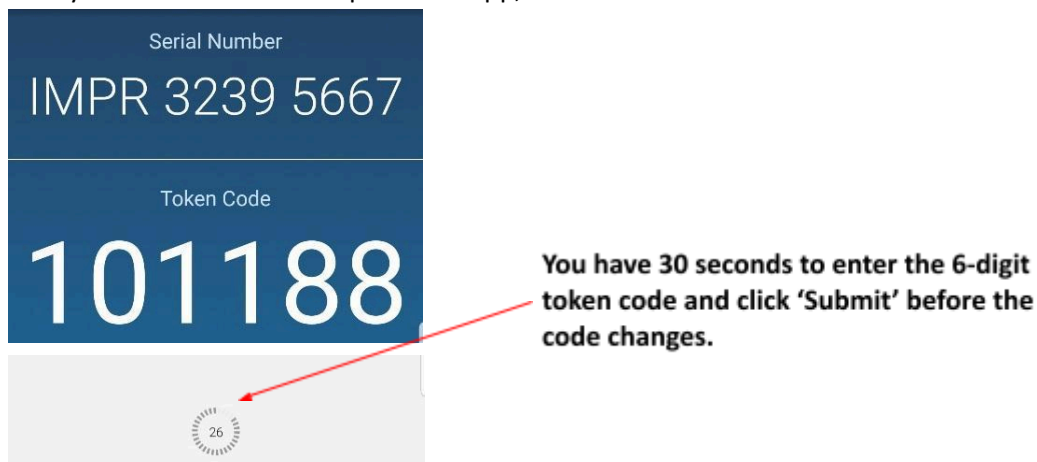 Serial Number
IMPR 3239 5667
Token Code
101188
You have 30 seconds to enter the 6-digit
token code and click ‘Submit’ before the
code changes.
26